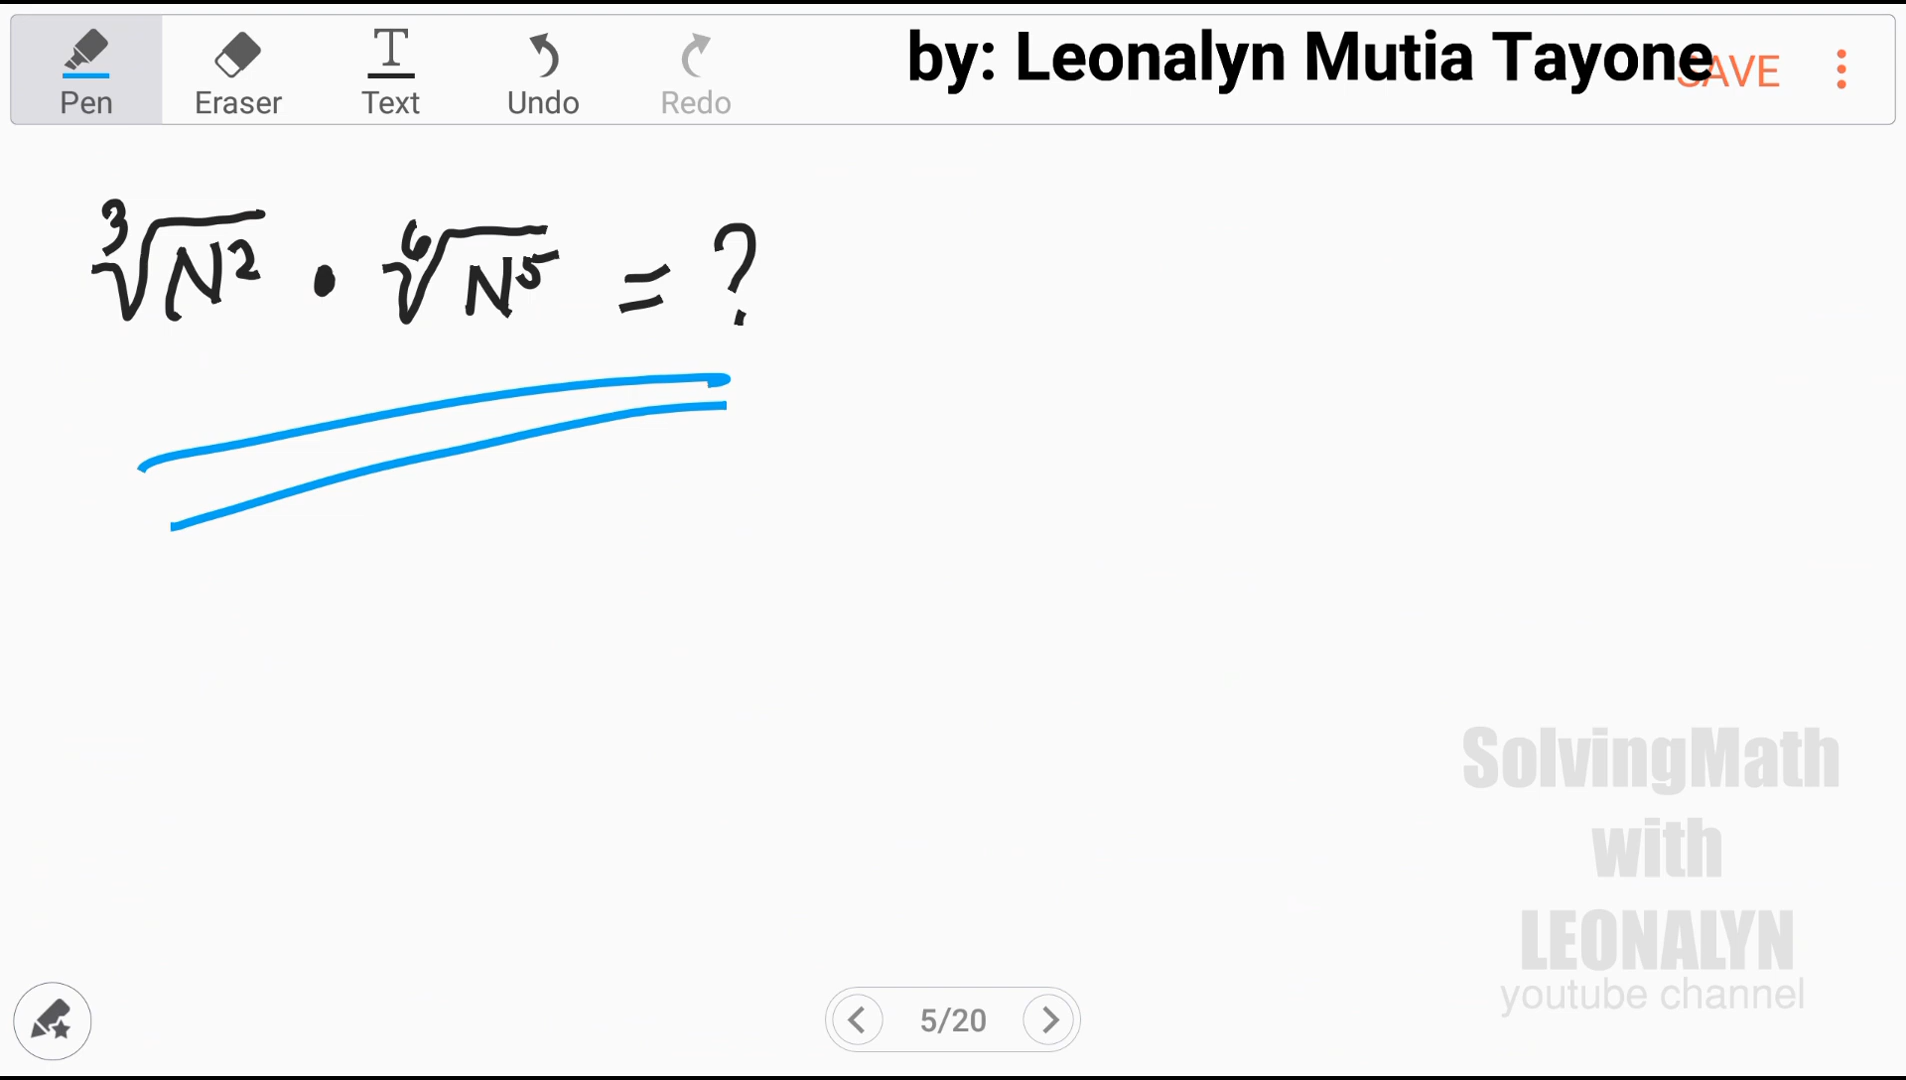 by: Leonalyn Mutia Tayone
Pen Eraser Text Undo Redo SAVE
∛N² • ⁶√N⁵ = ?
SolvingMath
with
LEONALYN
youtube channel
5/20